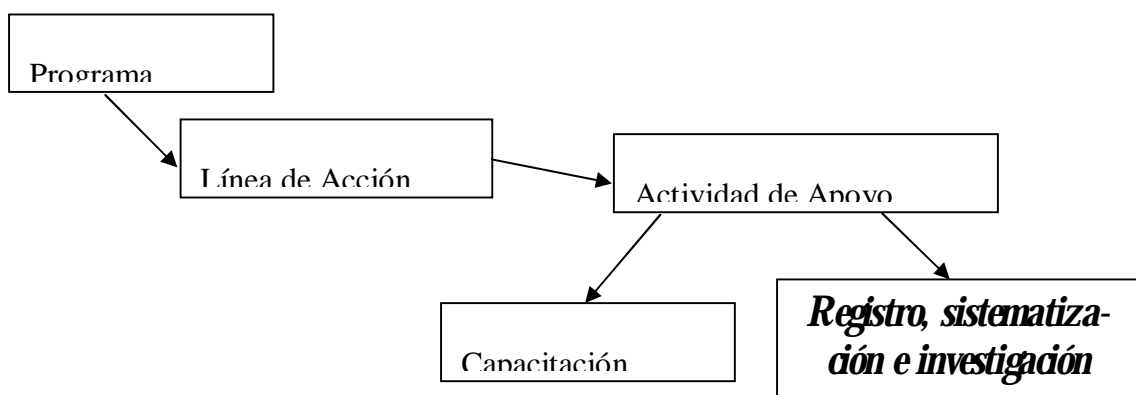 Programa
Línea de Acción
Actividad de Apoyo
Capacitación
Registro, sistematiza-
ción e investigación